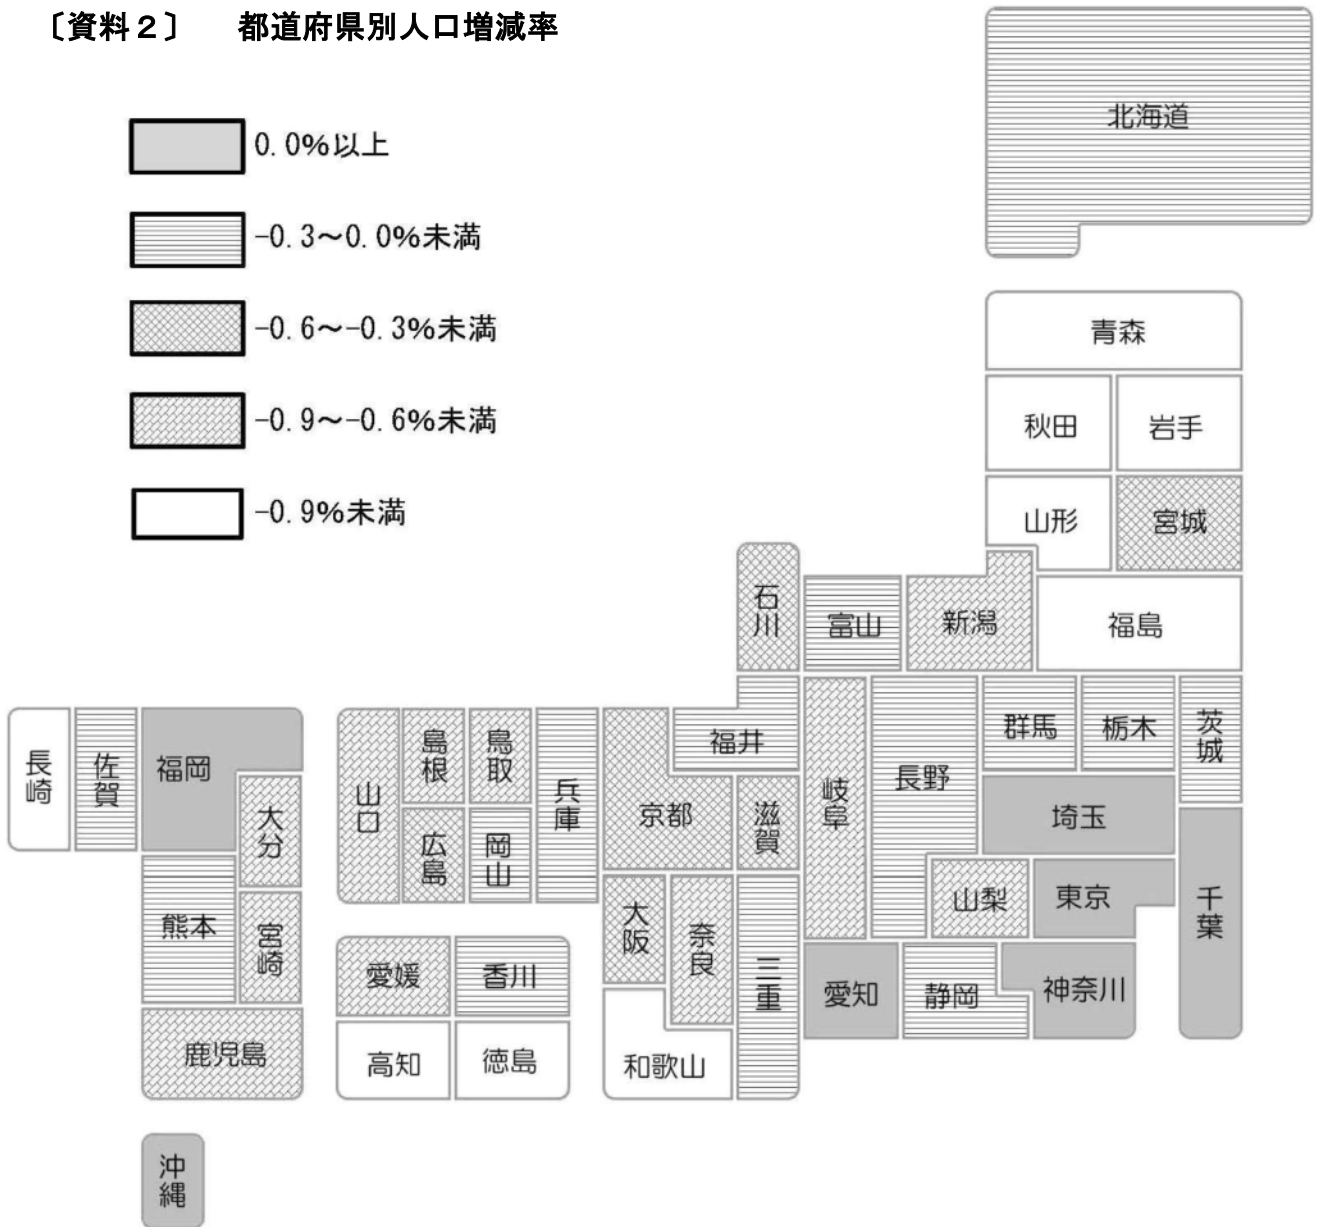 〔資料２〕 都道府県別人口増減率
0.0%以上
-0.3～0.0%未満
-0.6～-0.3%未満
-0.9～-0.6%未満
-0.9%未満
北海道
青森
秋田
岩手
山形
宮城
石川
富山
新潟
福島
福井
岐阜
長野
群馬
栃木
茨城
埼玉
山梨
東京
千葉
愛知
静岡
神奈川
京都
滋賀
大阪
奈良
三重
和歌山
兵庫
鳥取
島根
岡山
広島
山口
愛媛
香川
高知
徳島
福岡
佐賀
長崎
大分
熊本
宮崎
鹿児島
沖縄